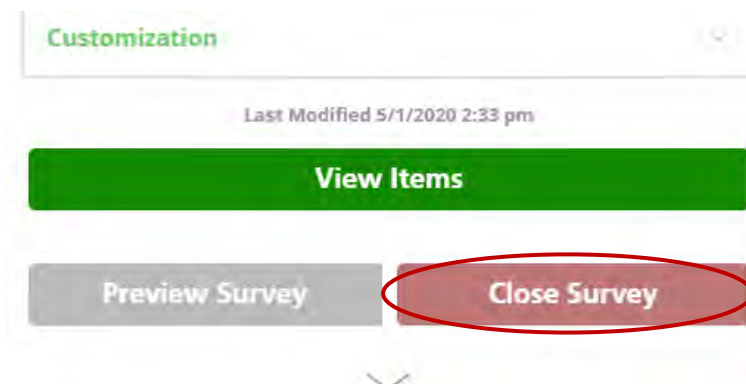 Customization
Last Modified 5/1/2020 2:33 pm
View Items
Preview Survey
Close Survey